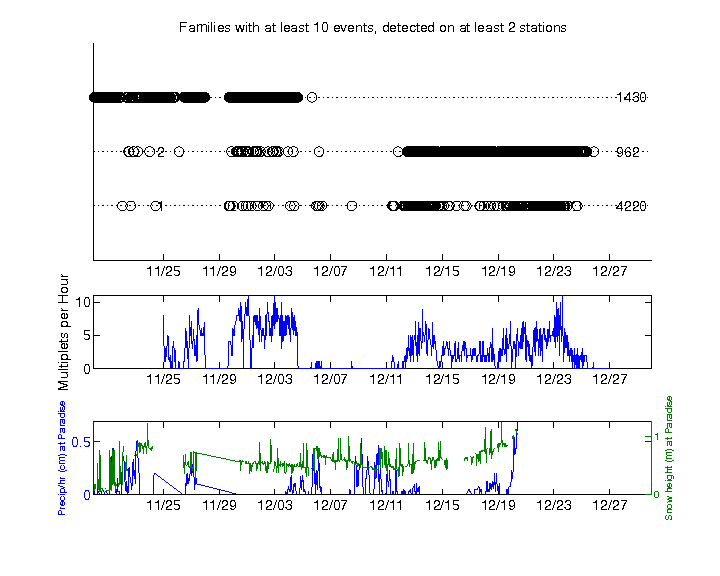 Families with at least 10 events, detected on at least 2 stations
1430
2 962
1 4220
11/25 11/29 12/03 12/07 12/11 12/15 12/19 12/23 12/27
Multiplets per Hour
10
5
0
11/25 11/29 12/03 12/07 12/11 12/15 12/19 12/23 12/27
Precip/hr (cm) at Paradise
0.5
0
Snow height (m) at Paradise
1
0
11/25 11/29 12/03 12/07 12/11 12/15 12/19 12/23 12/27